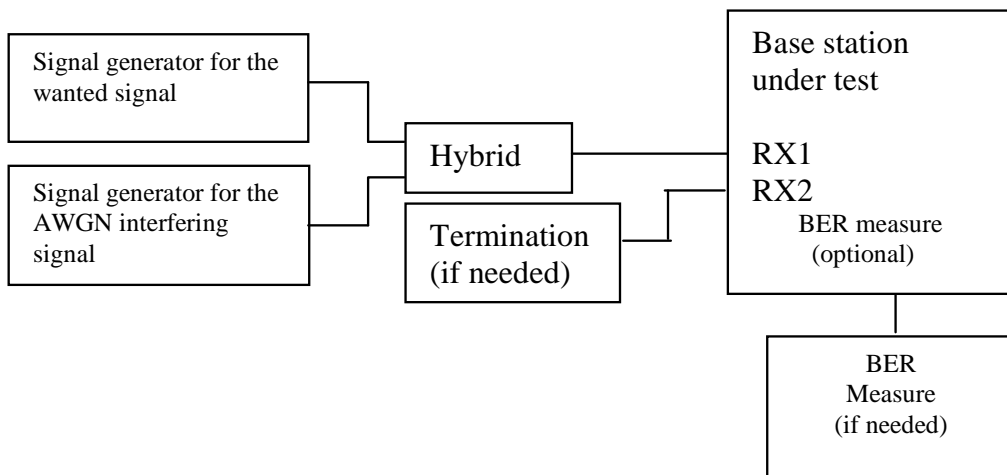 Signal generator for the
wanted signal
Signal generator for the
AWGN interfering
signal
Hybrid
Termination
(if needed)
Base station
under test
RX1
RX2
BER measure
(optional)
BER
Measure
(if needed)